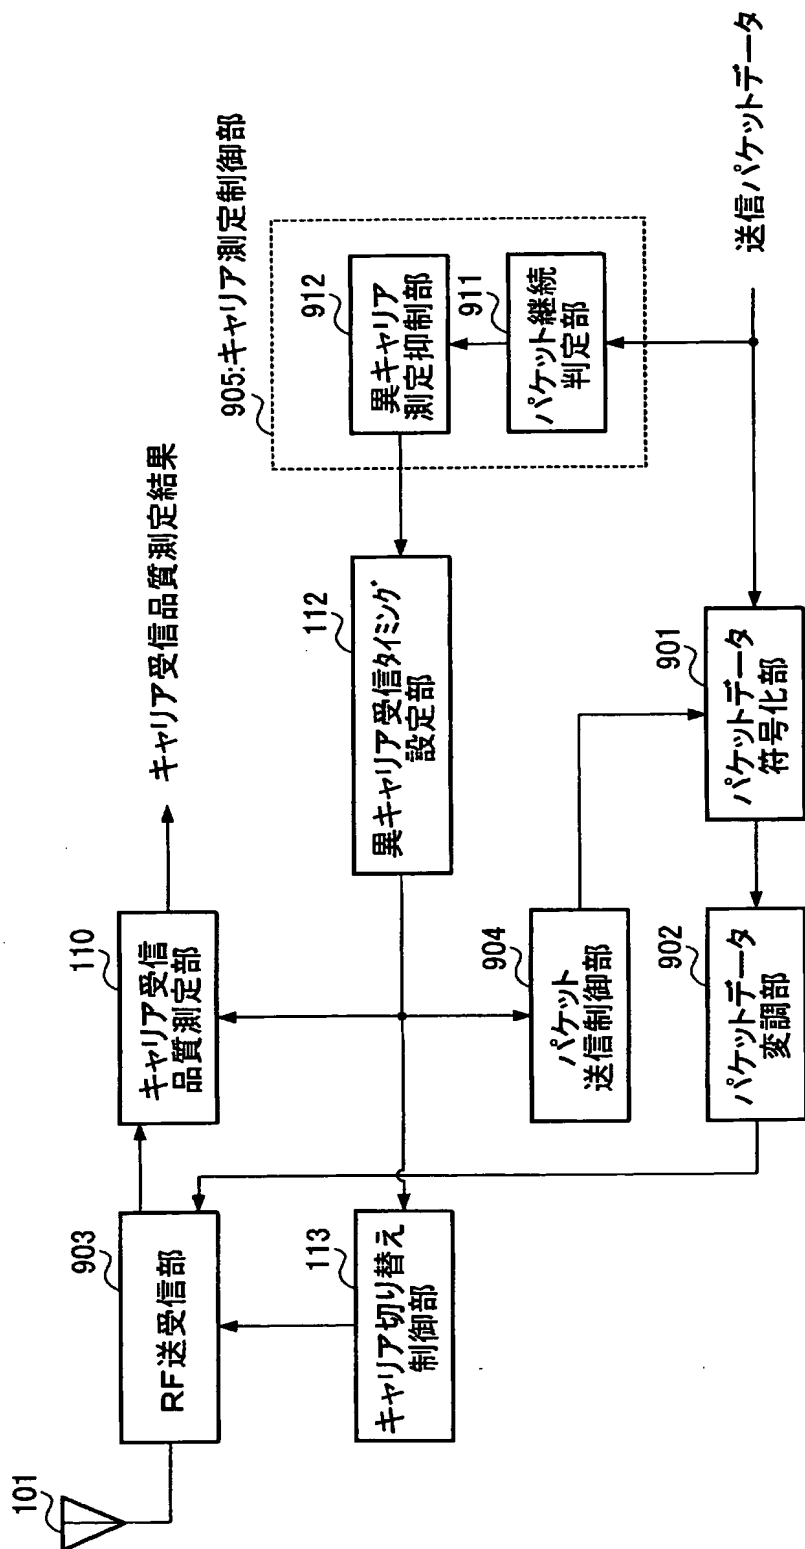 101
903
RF送受信部
110
キャリア受信
品質測定部
キャリア受信品質測定結果
113
キャリア切り替え
制御部
112
異キャリア受信タイミング
設定部
905:キャリア測定制御部
912
異キャリア
測定抑制部
911
パケット継続
判定部
904
パケット
送信制御部
902
パケットデータ
変調部
901
パケットデータ
符号化部
送信パケットデータ